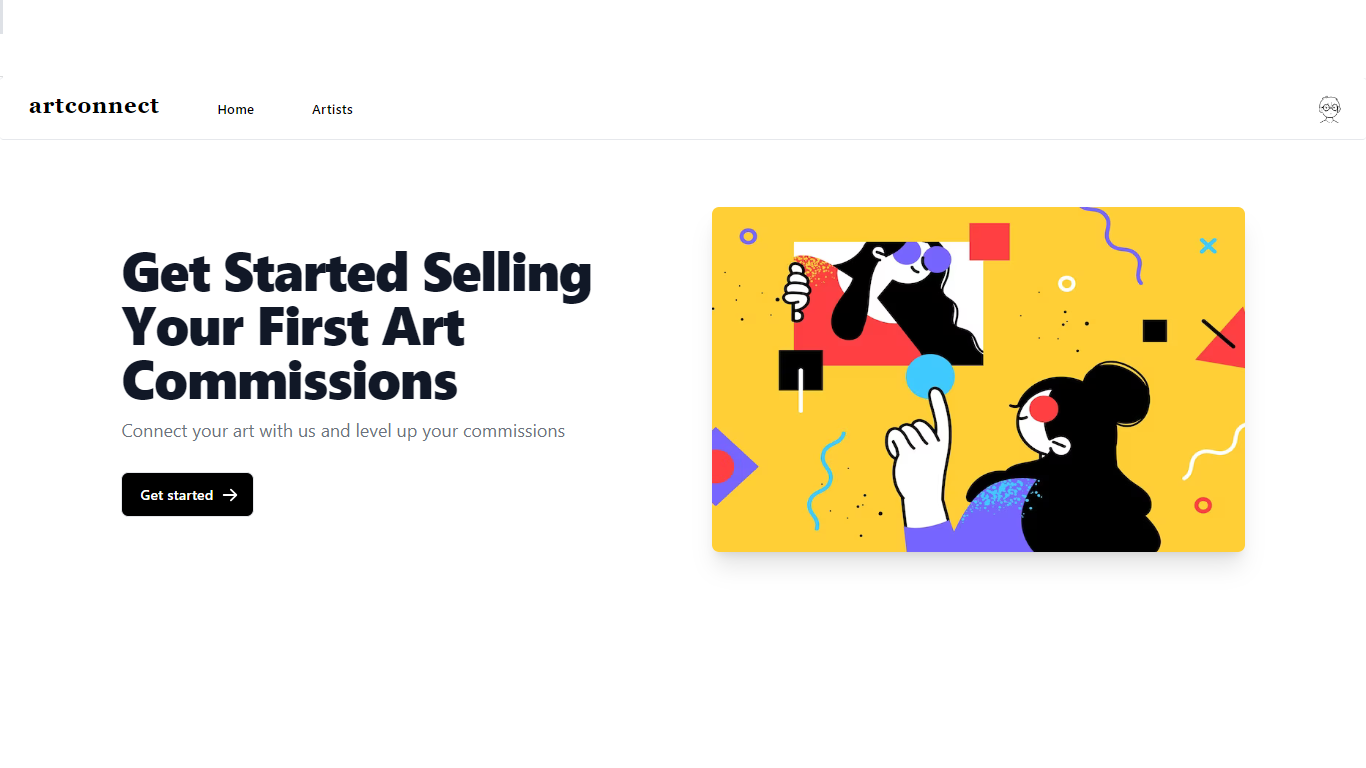 artconnect
Home
Artists
Get Started Selling
Your First Art
Commissions
Connect your art with us and level up your commissions
Get started